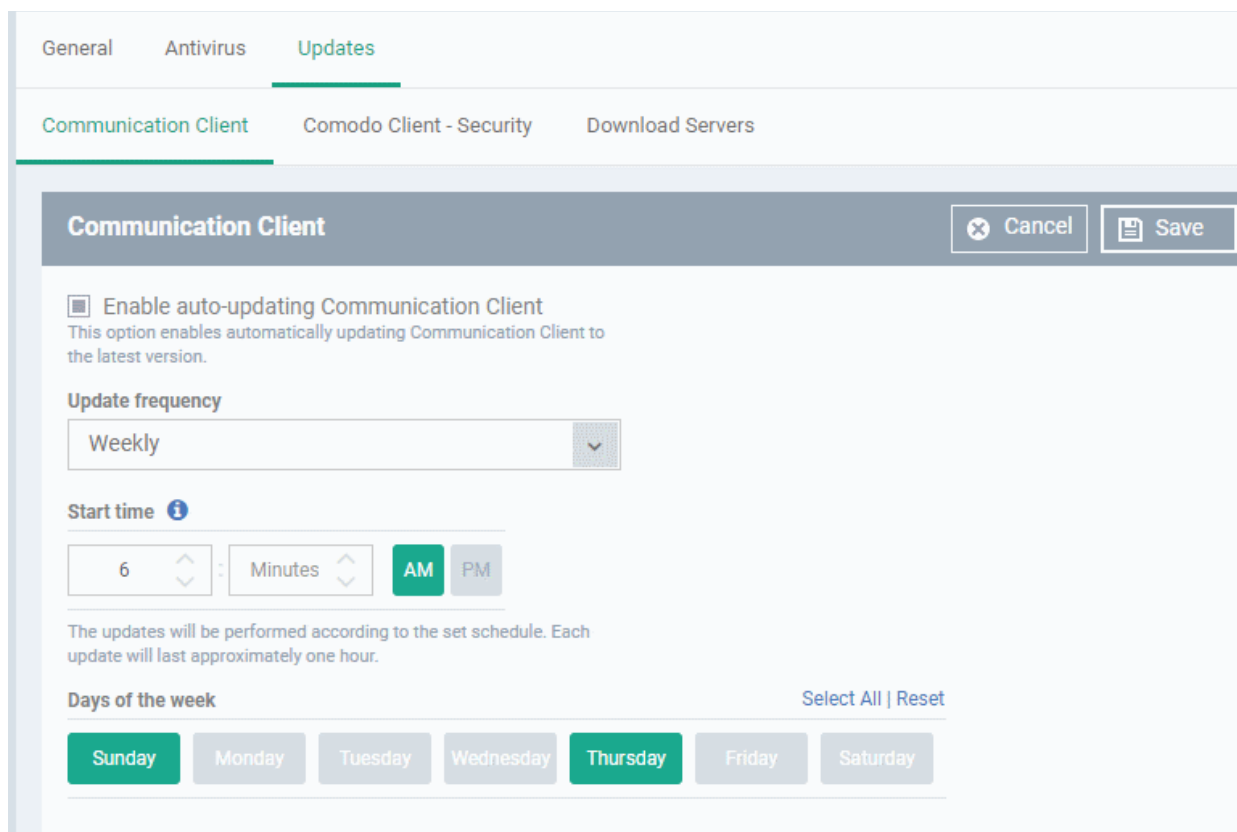 General Antivirus Updates
Communication Client Comodo Client - Security Download Servers
Communication Client Cancel Save
Enable auto-updating Communication Client
This option enables automatically updating Communication Client to
the latest version.
Update frequency
Weekly
Start time
6 : Minutes AM PM
The updates will be performed according to the set schedule. Each
update will last approximately one hour.
Days of the week Select All | Reset
Sunday Monday Tuesday Wednesday Thursday Friday Saturday